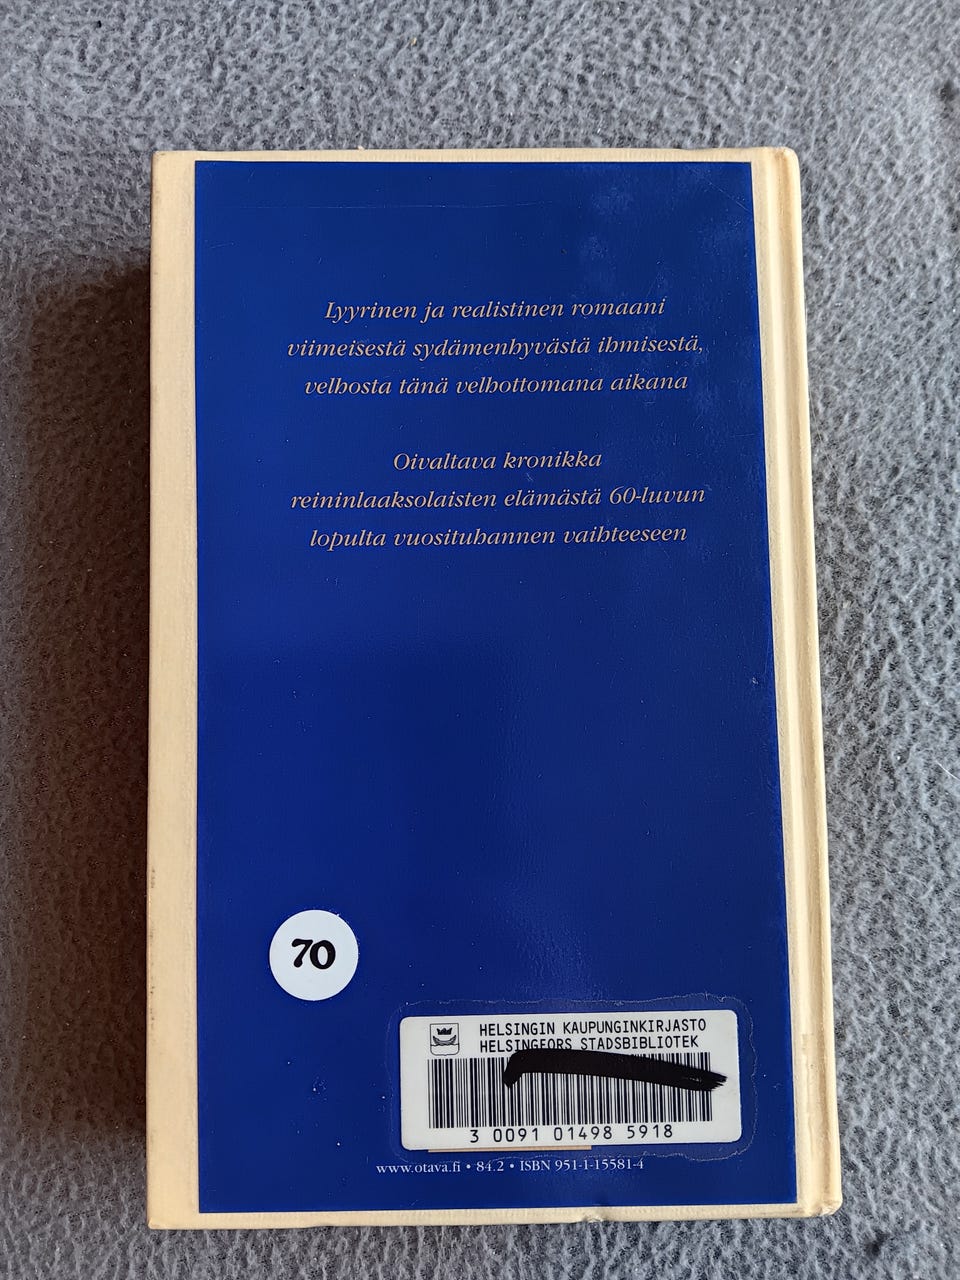 Lyyrinen ja realistinen romaani
viimeisestä sydämenhyvästä ihmisestä,
velhosta tänä velhottomana aikana
Oivaltava kronikka
reininlaaksolaisten elämästä 60-luvun
lopulta vuosituhannen vaihteeseen
70
HELSINGIN KAUPUNGINKIRJASTO
HELSINGFORS STADSBIBLIOTEK
3 0091 01498 5918
www.otava.fi • 84.2 • ISBN 951-1-15581-4